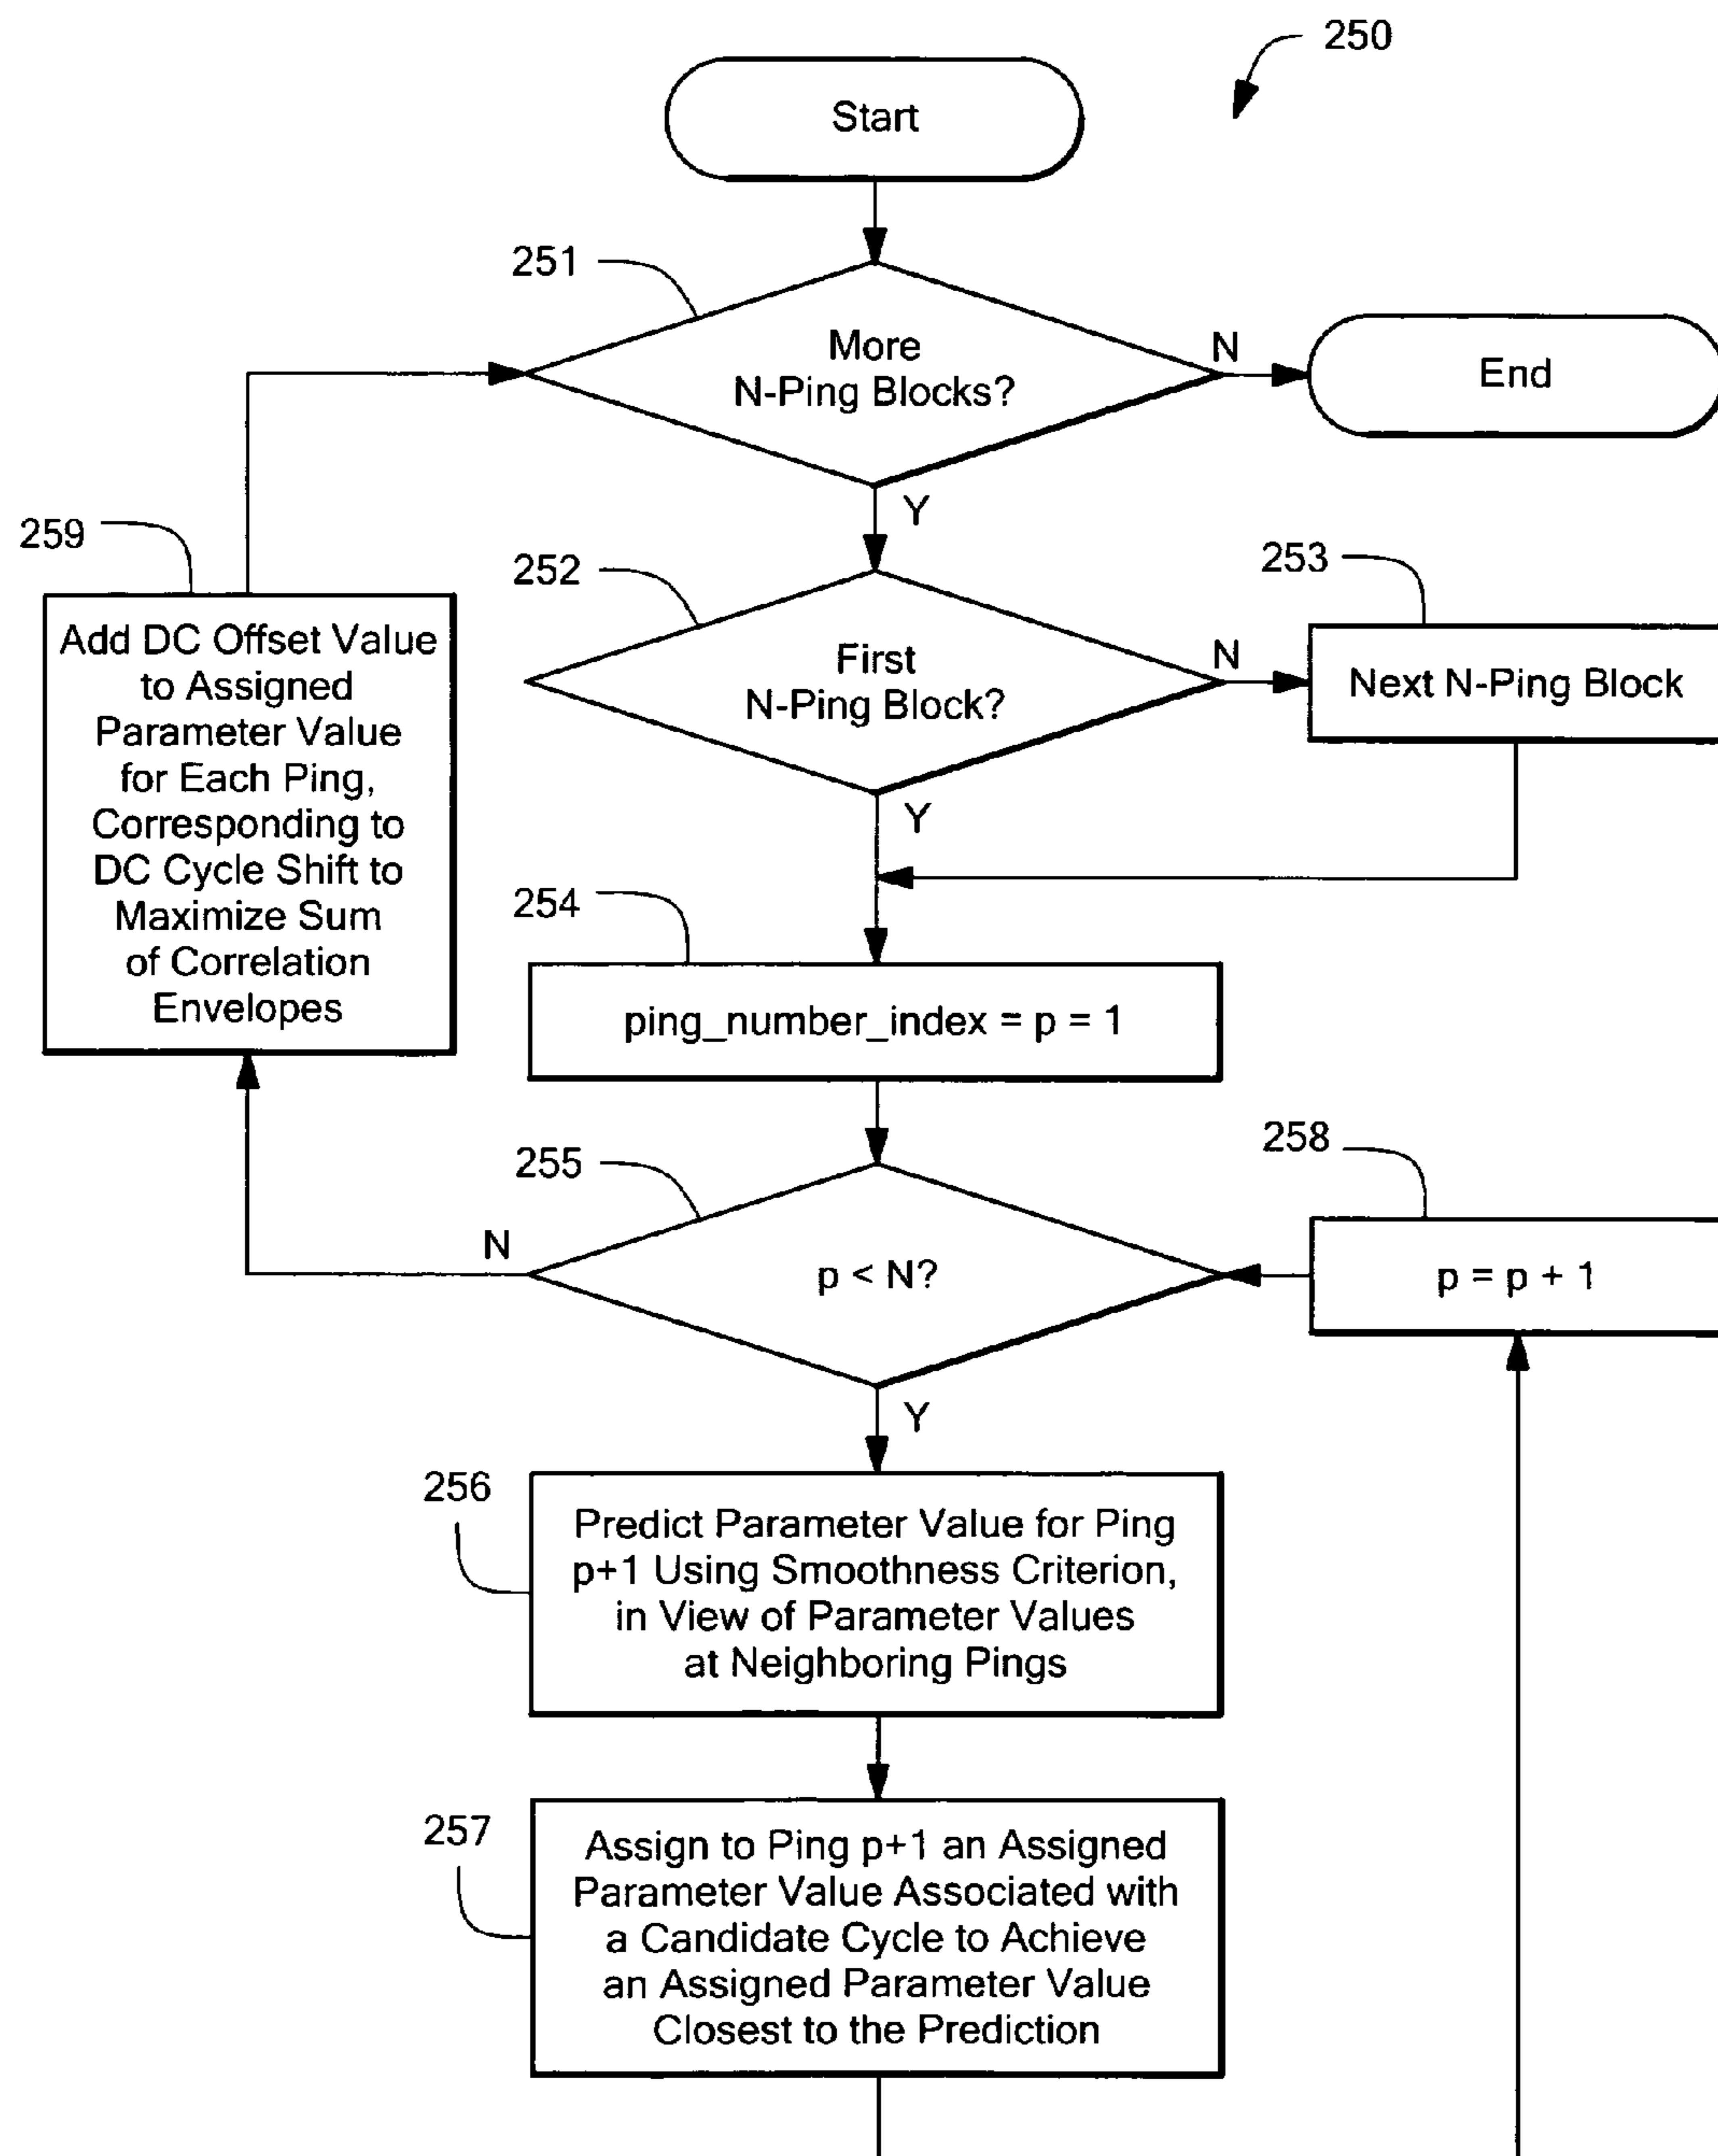 250
Start
251
More
N-Ping Blocks?
N
End
Y
259
252
253
Add DC Offset Value
to Assigned
Parameter Value
for Each Ping,
Corresponding to
DC Cycle Shift to
Maximize Sum
of Correlation
Envelopes
First
N-Ping Block?
N
Next N-Ping Block
Y
254
ping_number_index = p = 1
255
258
N
p < N?
p = p + 1
Y
256
Predict Parameter Value for Ping
p+1 Using Smoothness Criterion,
in View of Parameter Values
at Neighboring Pings
257
Assign to Ping p+1 an Assigned
Parameter Value Associated with
a Candidate Cycle to Achieve
an Assigned Parameter Value
Closest to the Prediction